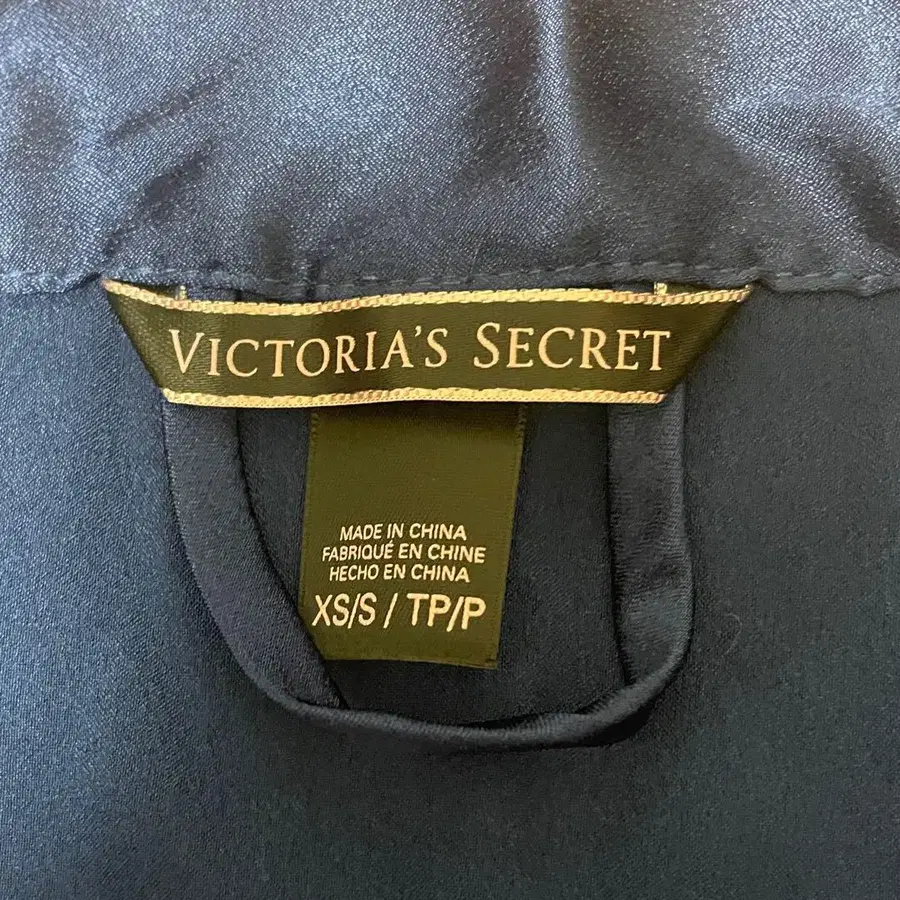 VICTORIA'S SECRET
MADE IN CHINA
FABRIQUÉ EN CHINE
HECHO EN CHINA
XS/S / TP/P